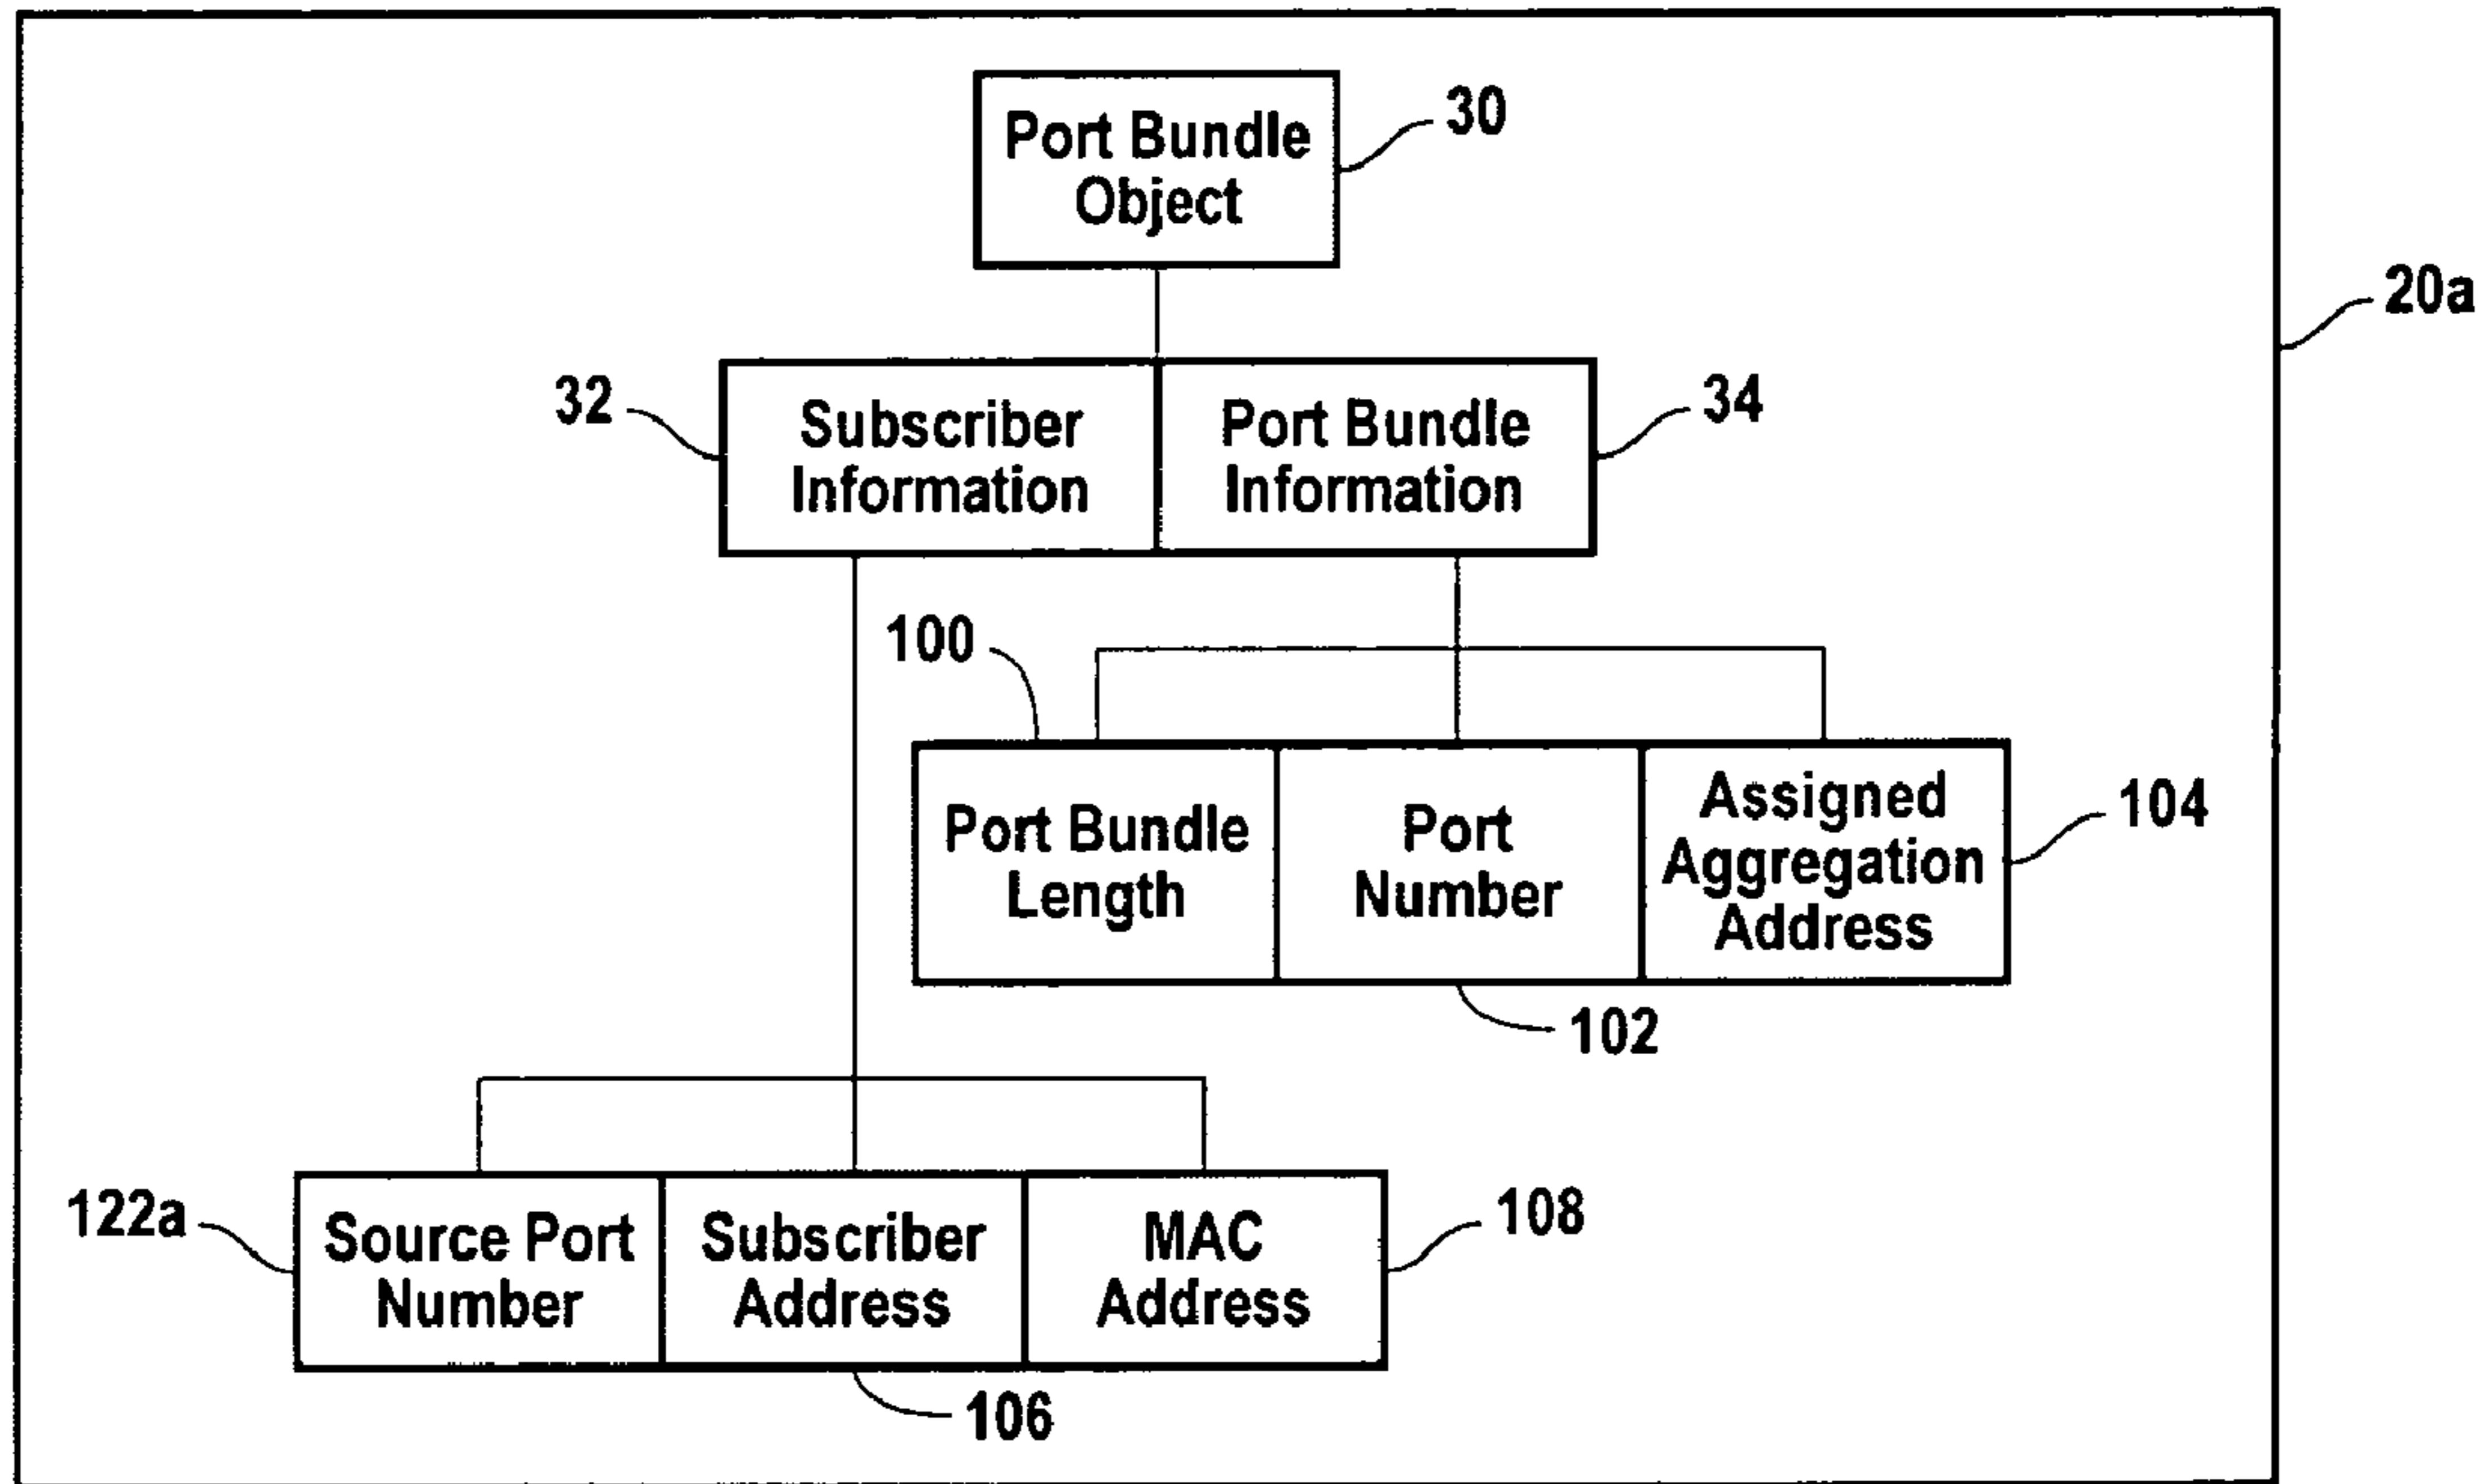 Port Bundle
Object
30
20a
32
Subscriber
Information
Port Bundle
Information
34
100
Port Bundle
Length
Port
Number
Assigned
Aggregation
Address
104
102
122a
Source Port
Number
Subscriber
Address
MAC
Address
108
106